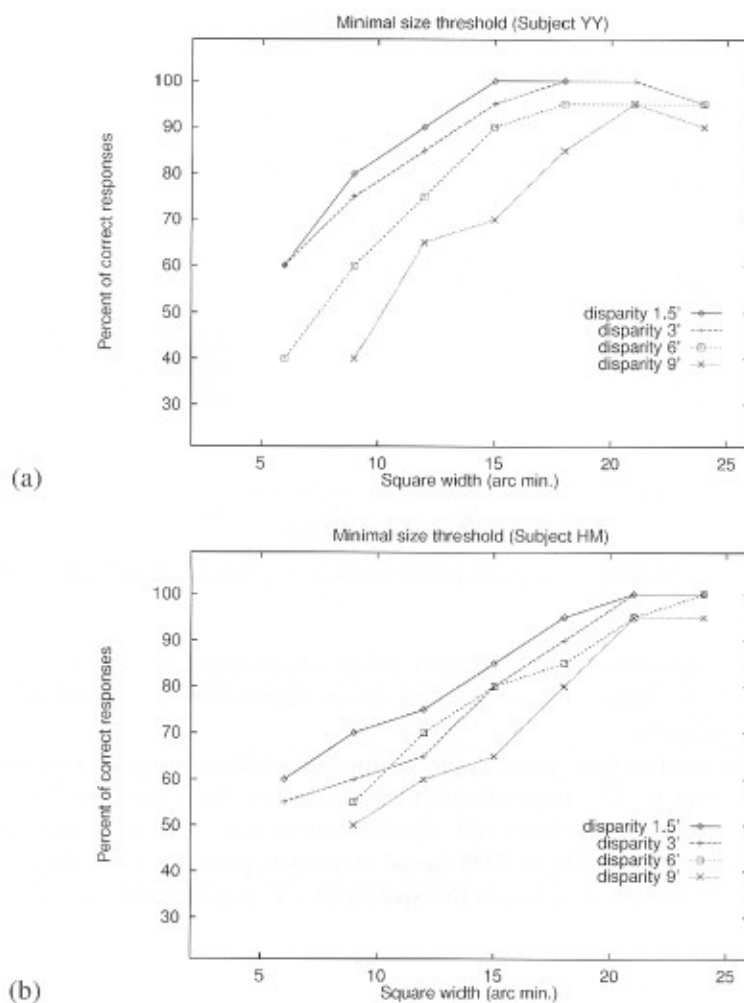 Minimal size threshold (Subject YY)
100
90
80
70
60
50
40
30
Percent of correct responses
disparity 1.5'
disparity 3'
disparity 6'
disparity 9'
5 10 15 20 25
Square width (arc min.)
(a)
Minimal size threshold (Subject HM)
100
90
80
70
60
50
40
30
Percent of correct responses
disparity 1.5'
disparity 3'
disparity 6'
disparity 9'
5 10 15 20 25
Square width (arc min.)
(b)